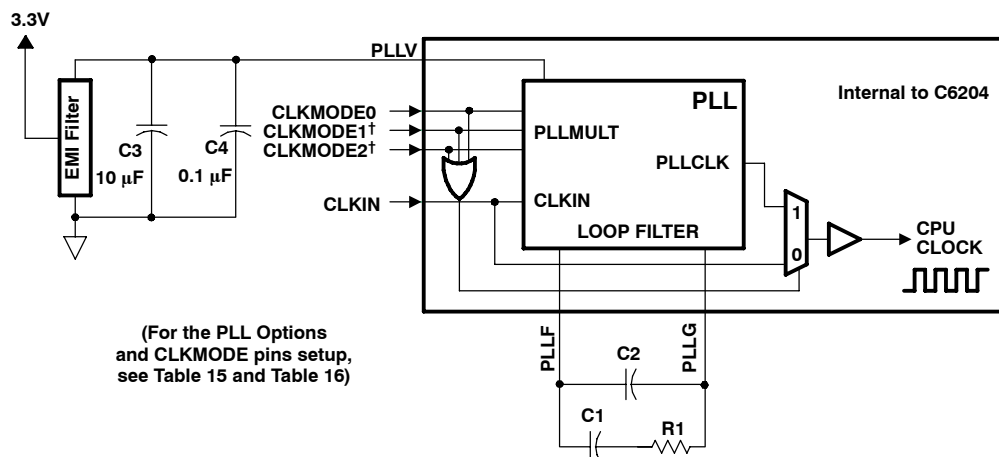 3.3V
PLLV
EMI Filter
C3
10 μF
C4
0.1 μF
CLKMODE0
CLKMODE1†
CLKMODE2†
CLKIN
PLL
PLLMULT
PLLCLK
CLKIN
LOOP FILTER
Internal to C6204
1
0
CPU
CLOCK
(For the PLL Options
and CLKMODE pins setup,
see Table 15 and Table 16)
PLLF
PLLG
C2
C1
R1